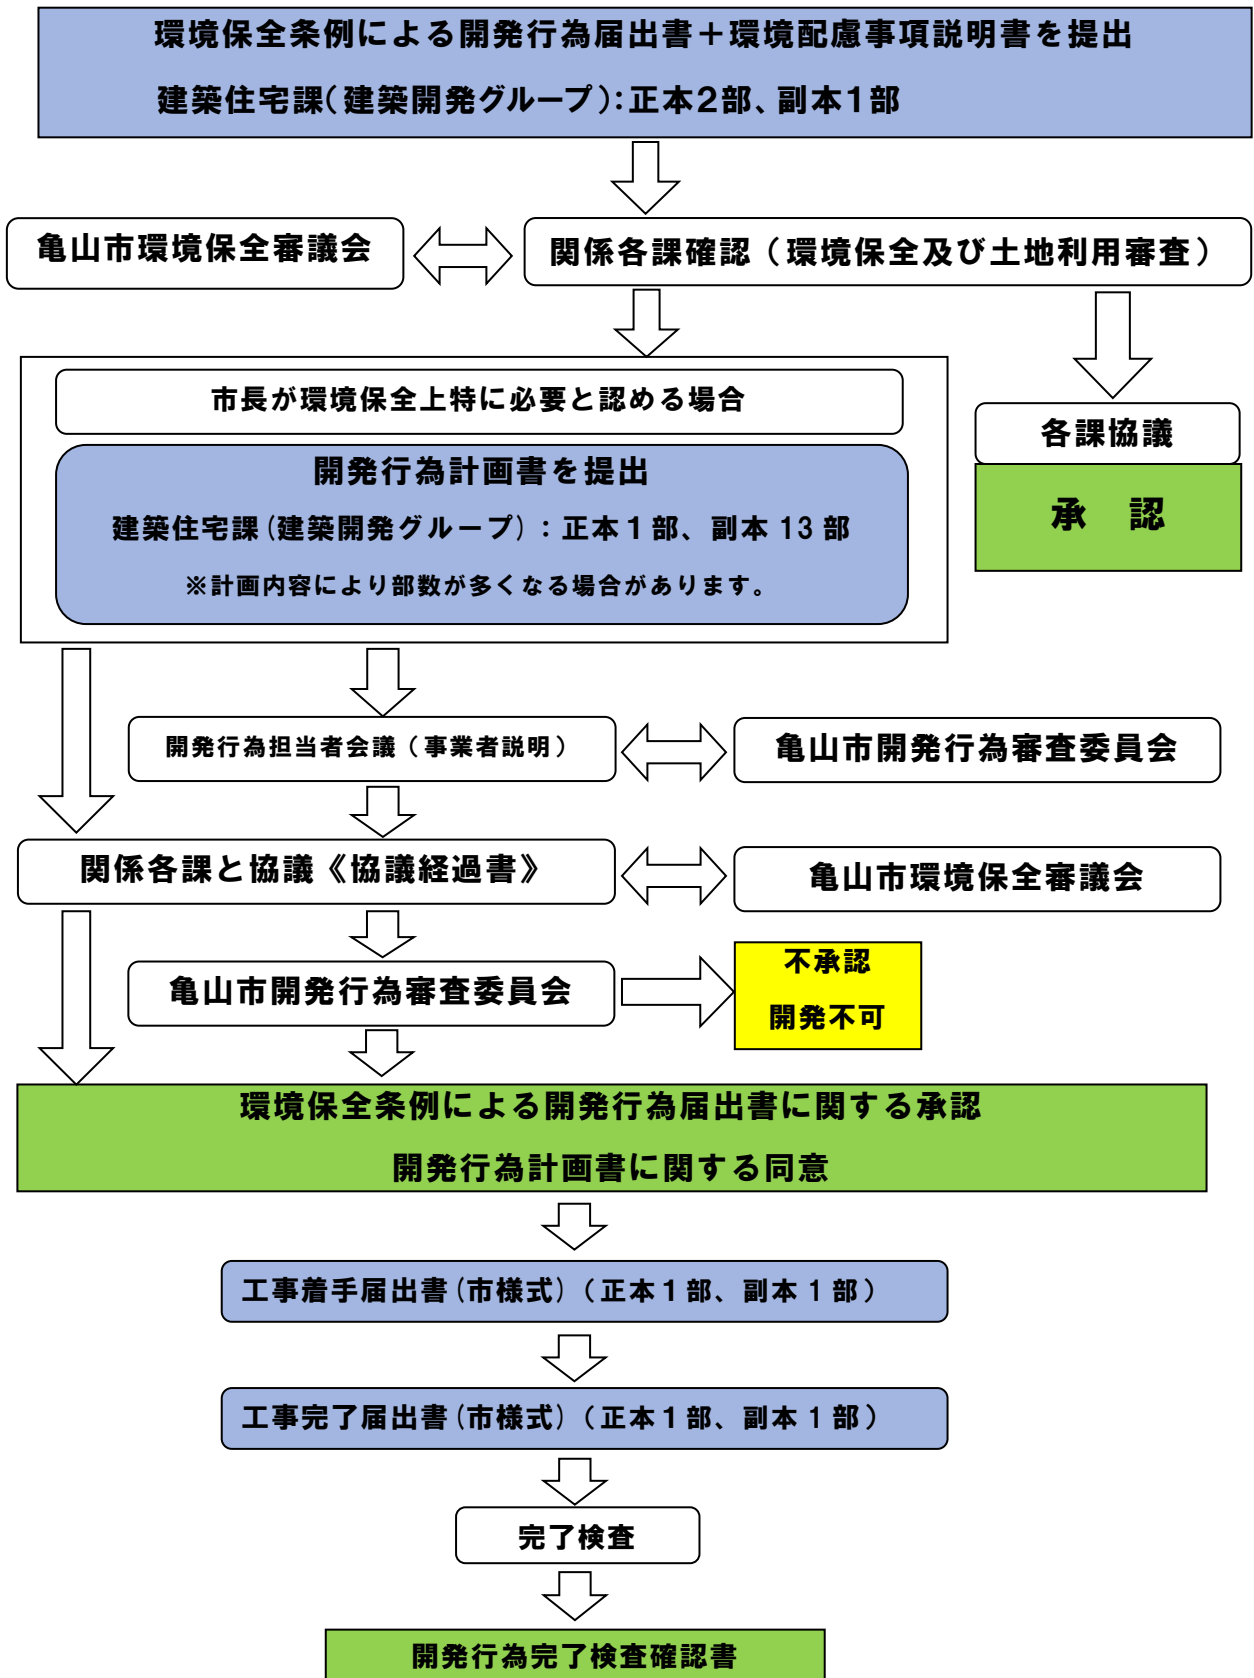 環境保全条例による開発行為届出書＋環境配慮事項説明書を提出
建築住宅課(建築開発グループ):正本2部、副本1部
亀山市環境保全審議会
関係各課確認（環境保全及び土地利用審査）
市長が環境保全上特に必要と認める場合
各課協議
開発行為計画書を提出
建築住宅課(建築開発グループ)：正本１部、副本 13 部
※計画内容により部数が多くなる場合があります。
承　認
開発行為担当者会議（事業者説明）
亀山市開発行為審査委員会
関係各課と協議《協議経過書》
亀山市環境保全審議会
亀山市開発行為審査委員会
不承認
開発不可
環境保全条例による開発行為届出書に関する承認
開発行為計画書に関する同意
工事着手届出書(市様式)（正本１部、副本１部）
工事完了届出書(市様式)（正本１部、副本１部）
完了検査
開発行為完了検査確認書